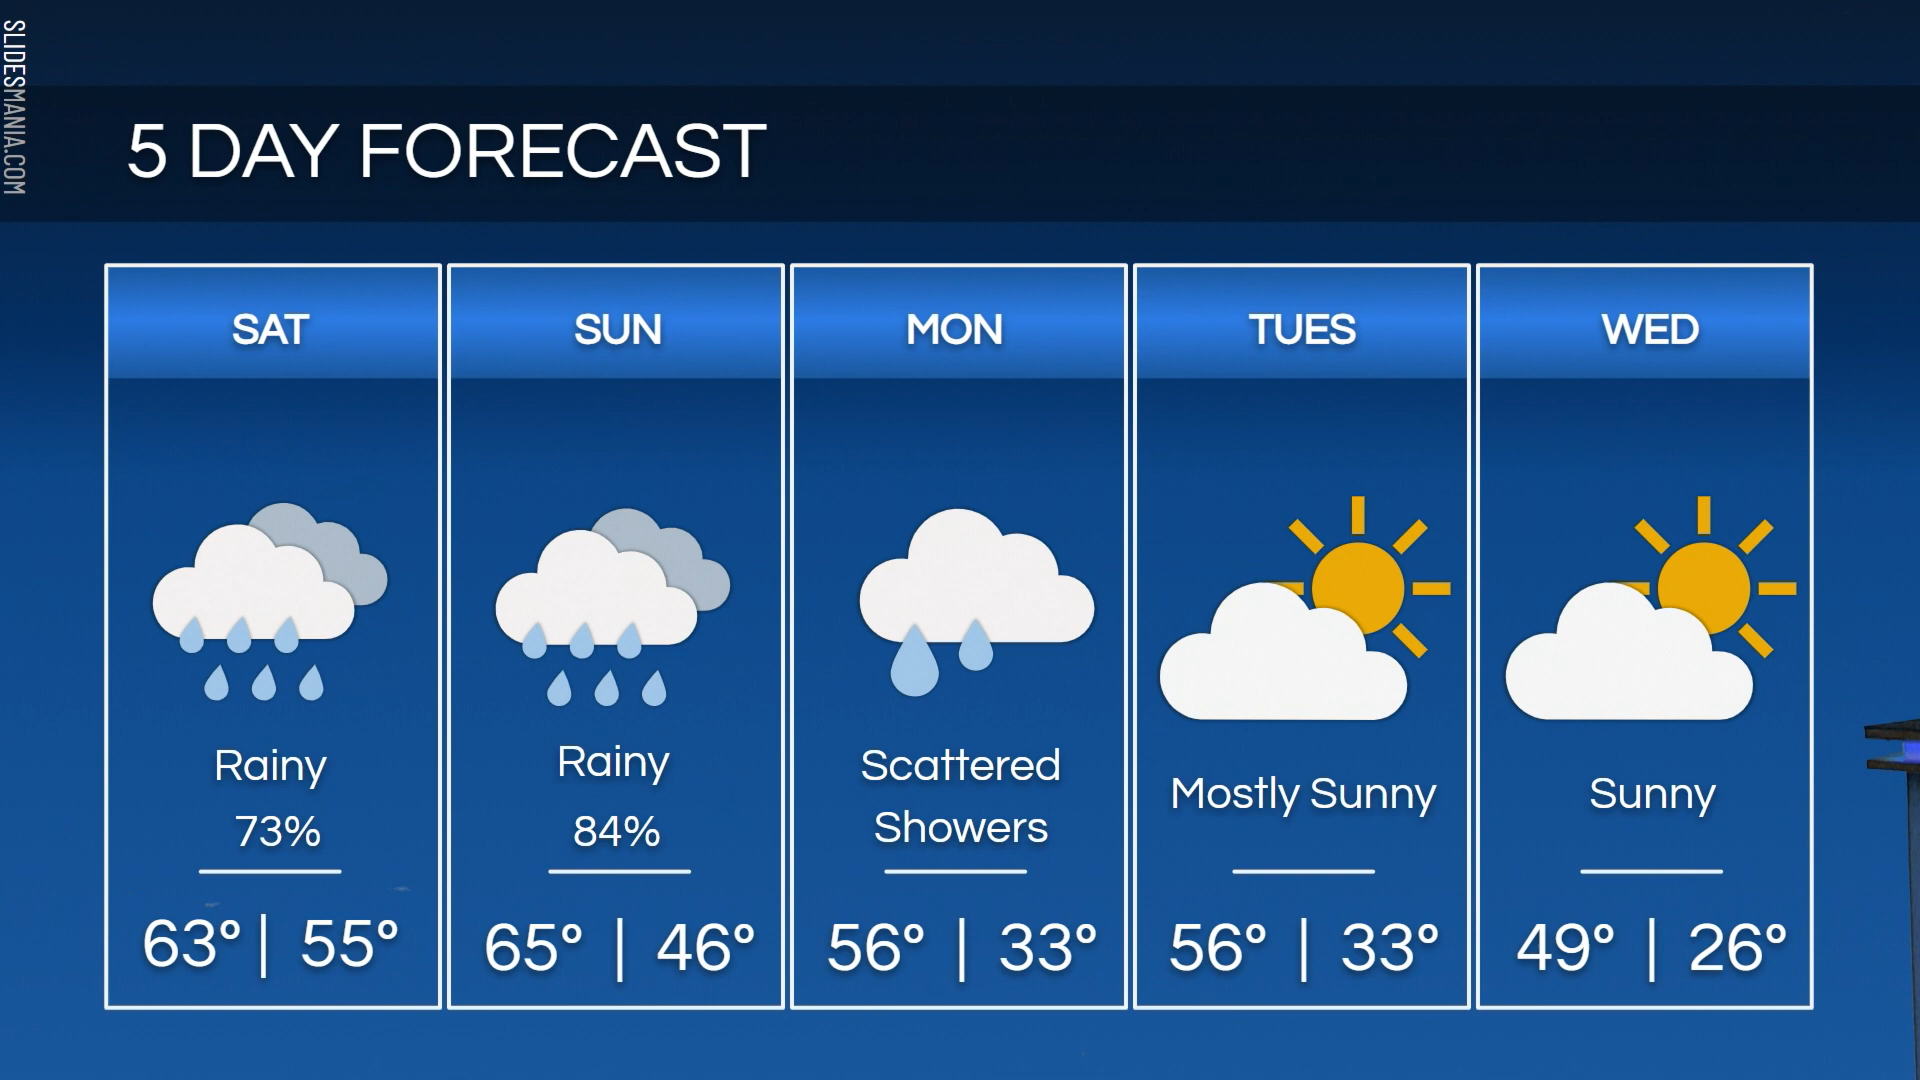 SLIDESMANIA.COM
5 DAY FORECAST
SAT
Rainy
73%
63° | 55°
SUN
Rainy
84%
65° | 46°
MON
Scattered
Showers
56° | 33°
TUES
Mostly Sunny
56° | 33°
WED
Sunny
49° | 26°